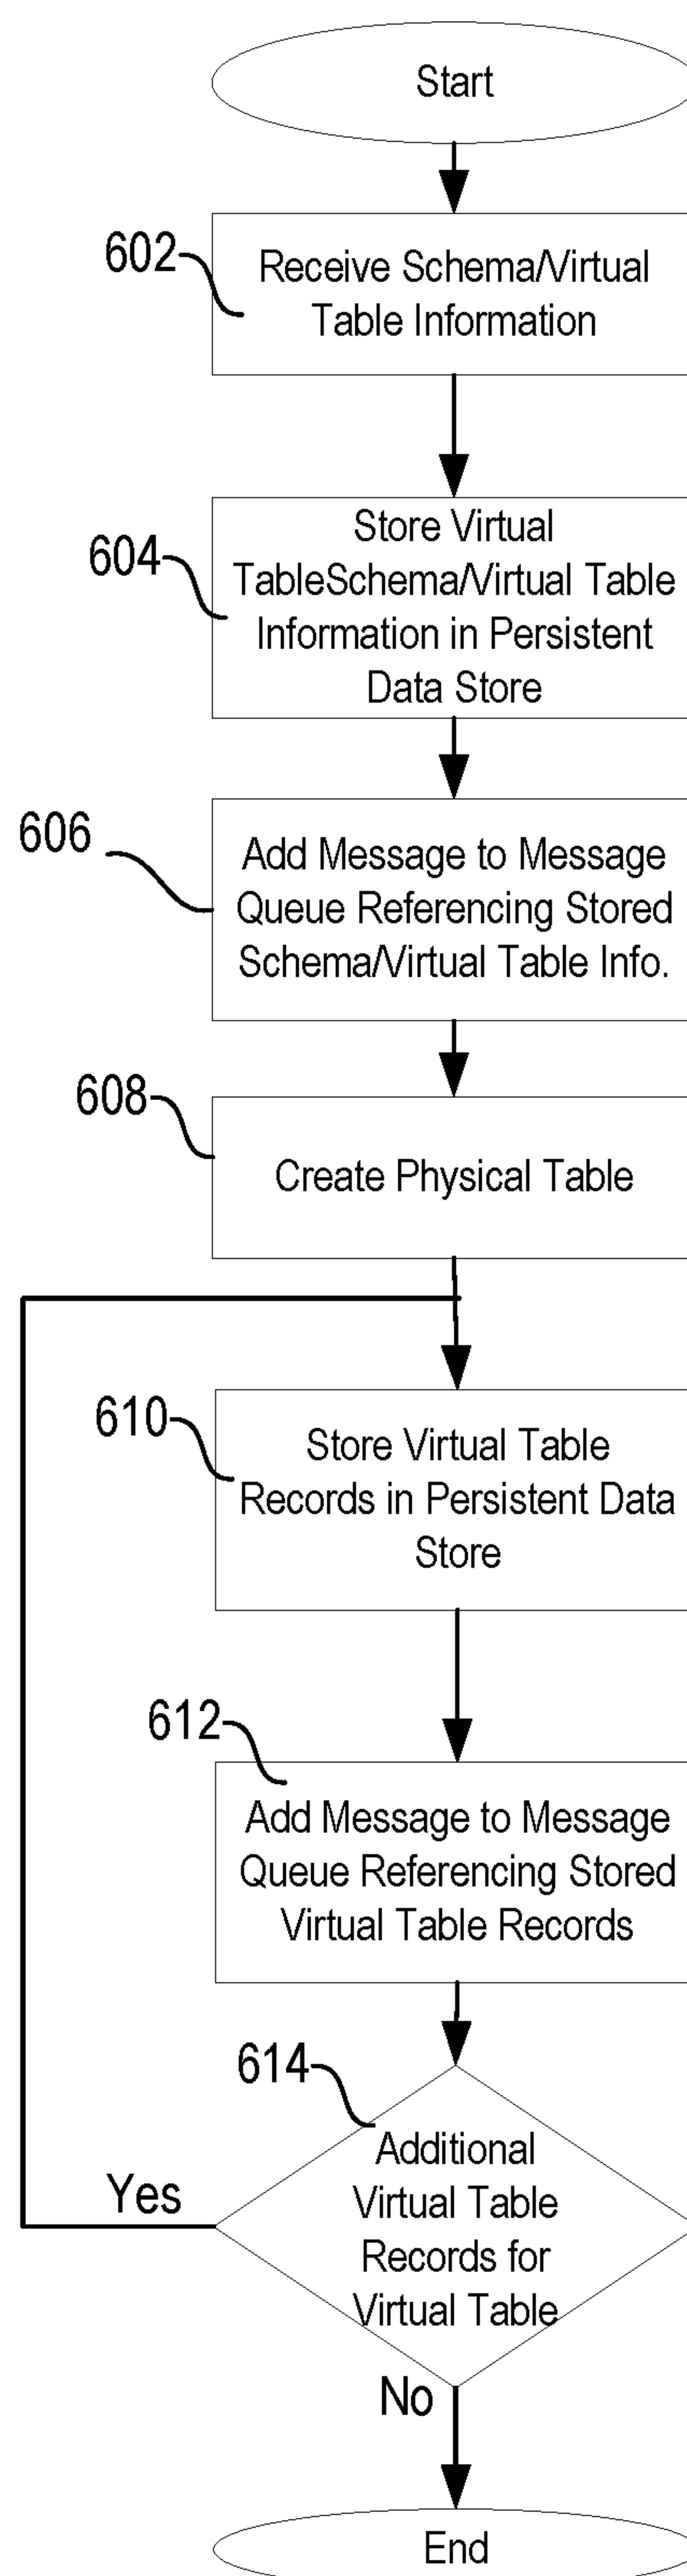 Start
602
Receive Schema/Virtual
Table Information
604
Store Virtual
TableSchema/Virtual Table
Information in Persistent
Data Store
606
Add Message to Message
Queue Referencing Stored
Schema/Virtual Table Info.
608
Create Physical Table
610
Store Virtual Table
Records in Persistent Data
Store
612
Add Message to Message
Queue Referencing Stored
Virtual Table Records
614
Additional
Virtual Table
Records for
Virtual Table
Yes
No
End